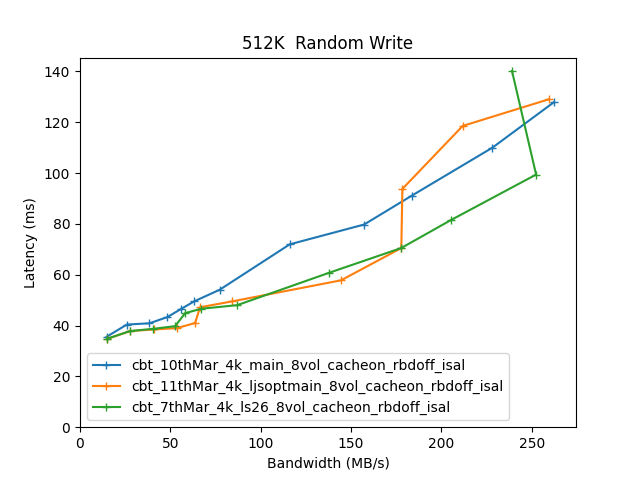 512K  Random Write
Latency (ms)
140
120
100
80
60
40
20
0
0 50 100 150 200 250
Bandwidth (MB/s)
cbt_10thMar_4k_main_8vol_cacheon_rbdoff_isal
cbt_11thMar_4k_ljsoptmain_8vol_cacheon_rbdoff_isal
cbt_7thMar_4k_ls26_8vol_cacheon_rbdoff_isal